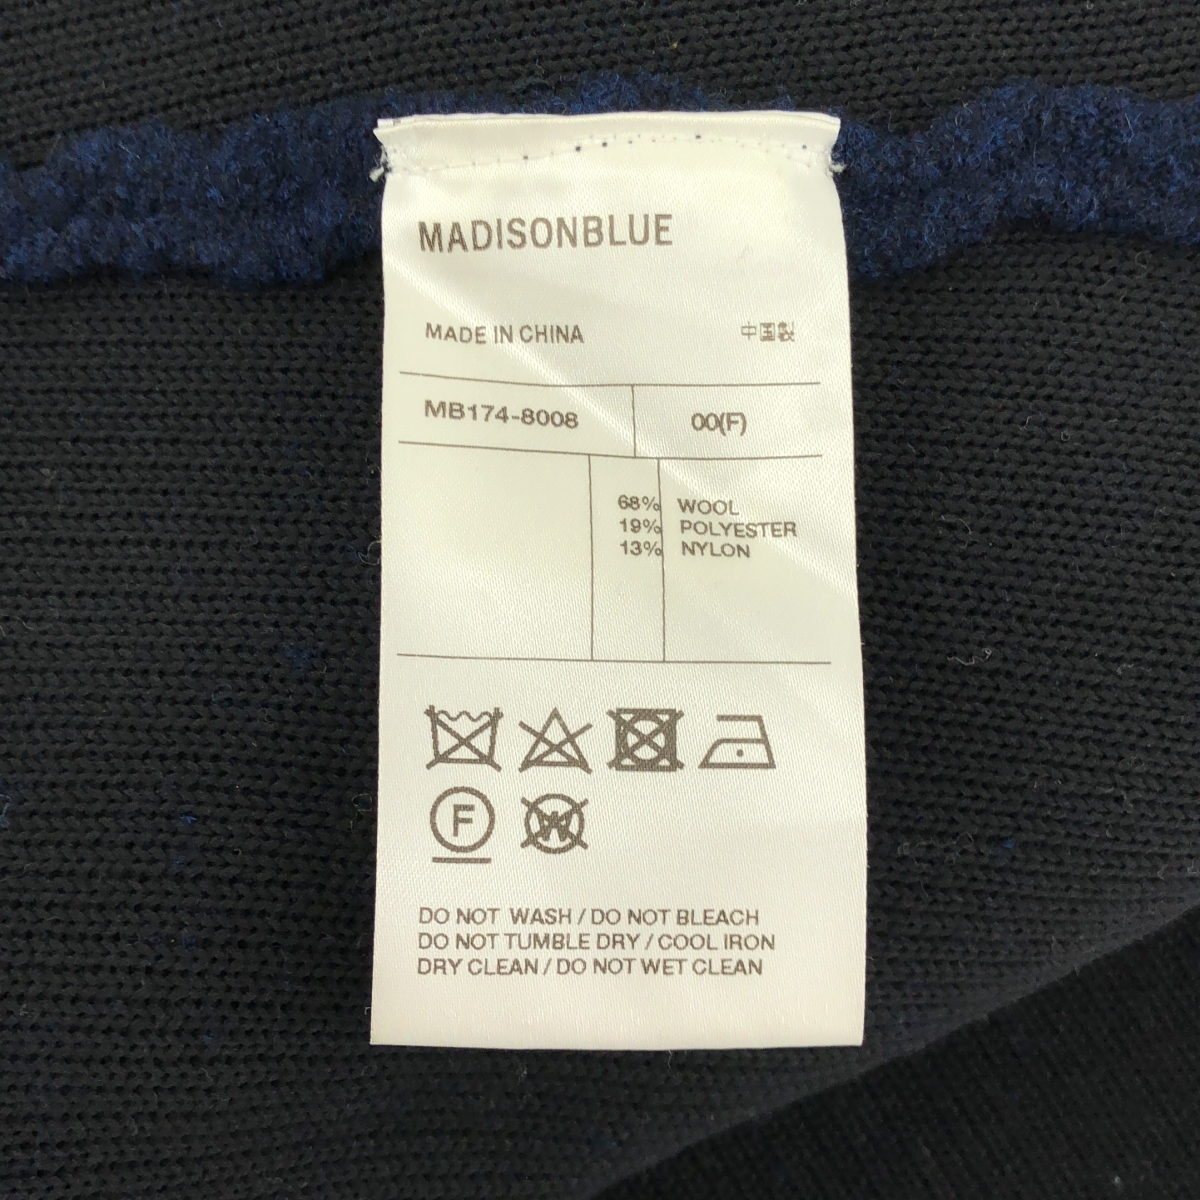 MADISONBLUE
MADE IN CHINA 中国製
MB174-8008 00(F)
68% WOOL
19% POLYESTER
13% NYLON
F W
DO NOT WASH / DO NOT BLEACH
DO NOT TUMBLE DRY / COOL IRON
DRY CLEAN / DO NOT WET CLEAN